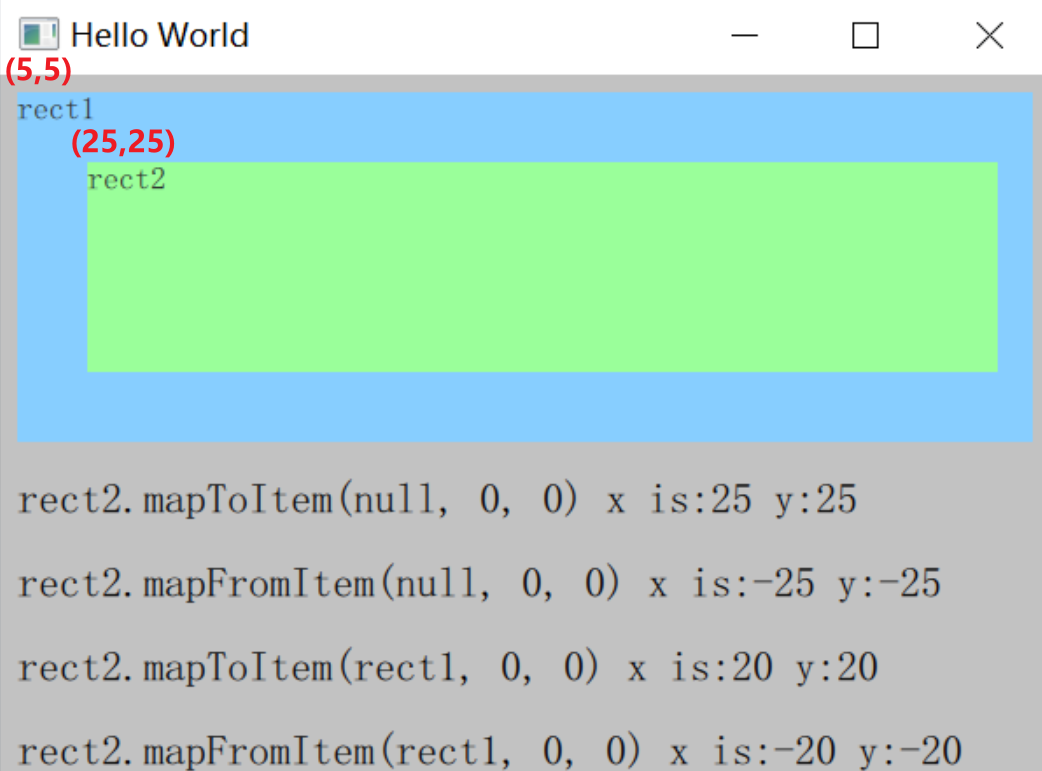 Hello World
(5,5)
rect1
(25,25)
rect2
rect2.mapToItem(null, 0, 0) x is:25 y:25
rect2.mapFromItem(null, 0, 0) x is:-25 y:-25
rect2.mapToItem(rect1, 0, 0) x is:20 y:20
rect2.mapFromItem(rect1, 0, 0) x is:-20 y:-20